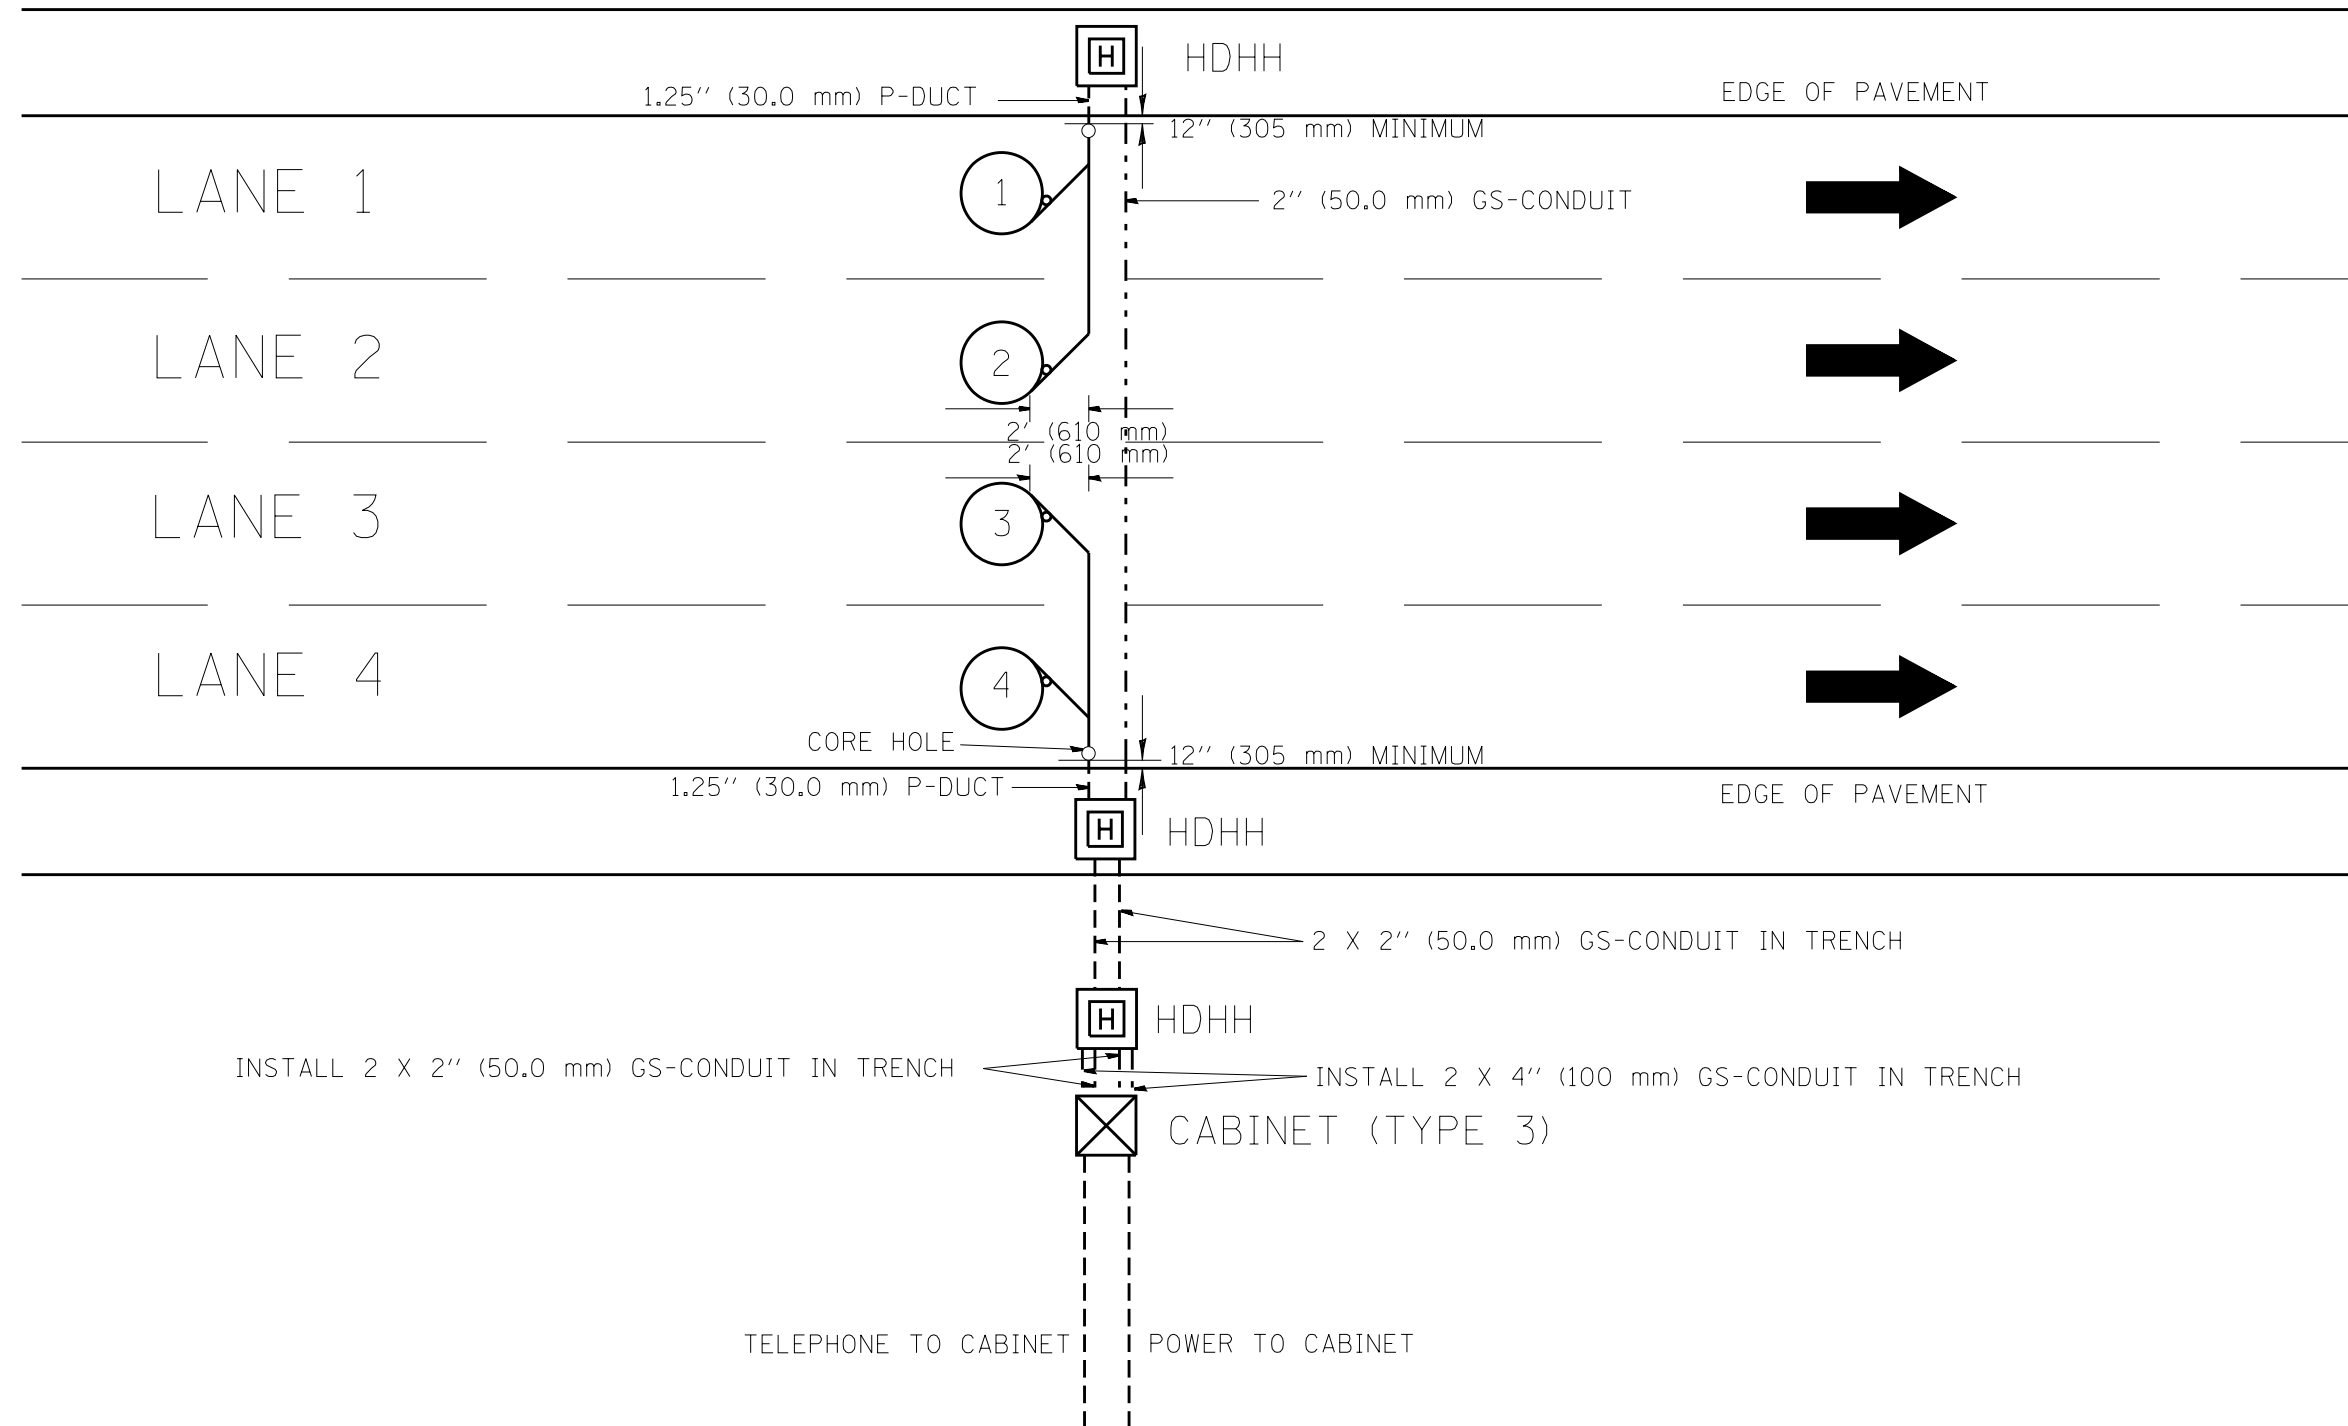 H HDHH
1.25" (30.0 mm) P-DUCT
EDGE OF PAVEMENT
12" (305 mm) MINIMUM
LANE 1
1
2" (50.0 mm) GS-CONDUIT
LANE 2
2
2' (610 mm)
2' (610 mm)
LANE 3
3
LANE 4
4
CORE HOLE
12" (305 mm) MINIMUM
1.25" (30.0 mm) P-DUCT
EDGE OF PAVEMENT
H HDHH
2 X 2" (50.0 mm) GS-CONDUIT IN TRENCH
H HDHH
INSTALL 2 X 2" (50.0 mm) GS-CONDUIT IN TRENCH
INSTALL 2 X 4" (100 mm) GS-CONDUIT IN TRENCH
CABINET (TYPE 3)
TELEPHONE TO CABINET
POWER TO CABINET